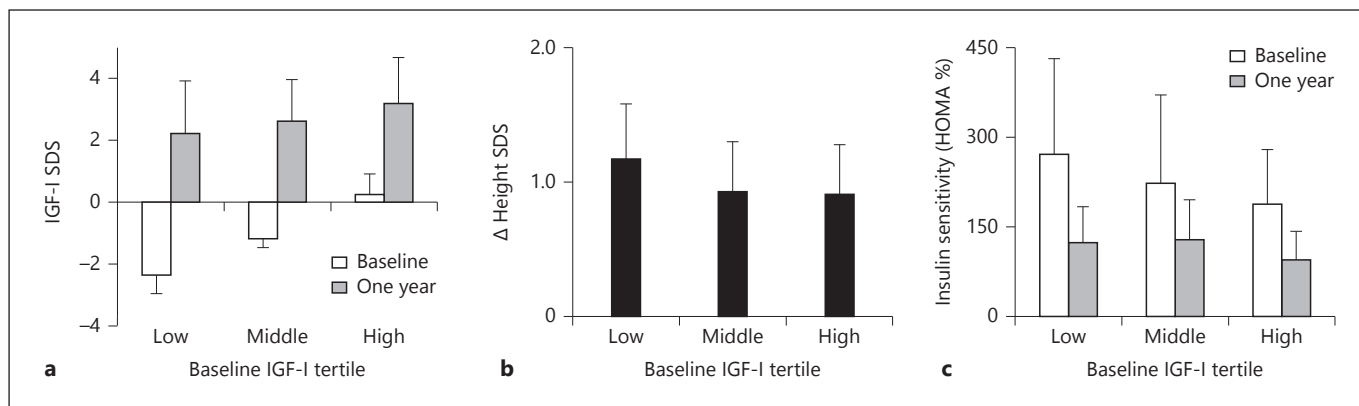 4
2
0
–2
–4
IGF-I SDS
Baseline
One year
Low Middle High
Baseline IGF-I tertile
a
2.0
1.0
0
Δ Height SDS
Low Middle High
Baseline IGF-I tertile
b
450
300
150
0
Insulin sensitivity (HOMA %)
Baseline
One year
Low Middle High
Baseline IGF-I tertile
c